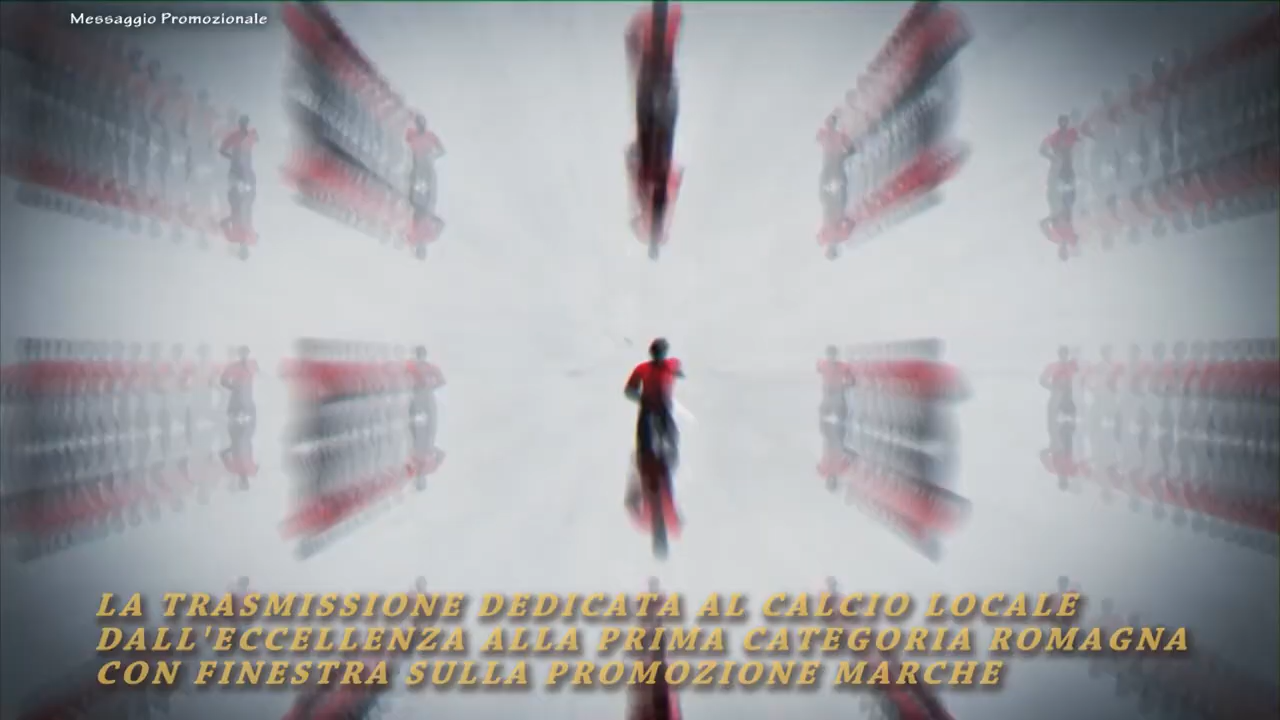 Messaggio Promozionale
LA TRASMISSIONE DEDICATA AL CALCIO LOCALE
DALL'ECCELLENZA ALLA PRIMA CATEGORIA ROMAGNA
CON FINESTRA SULLA PROMOZIONE MARCHE